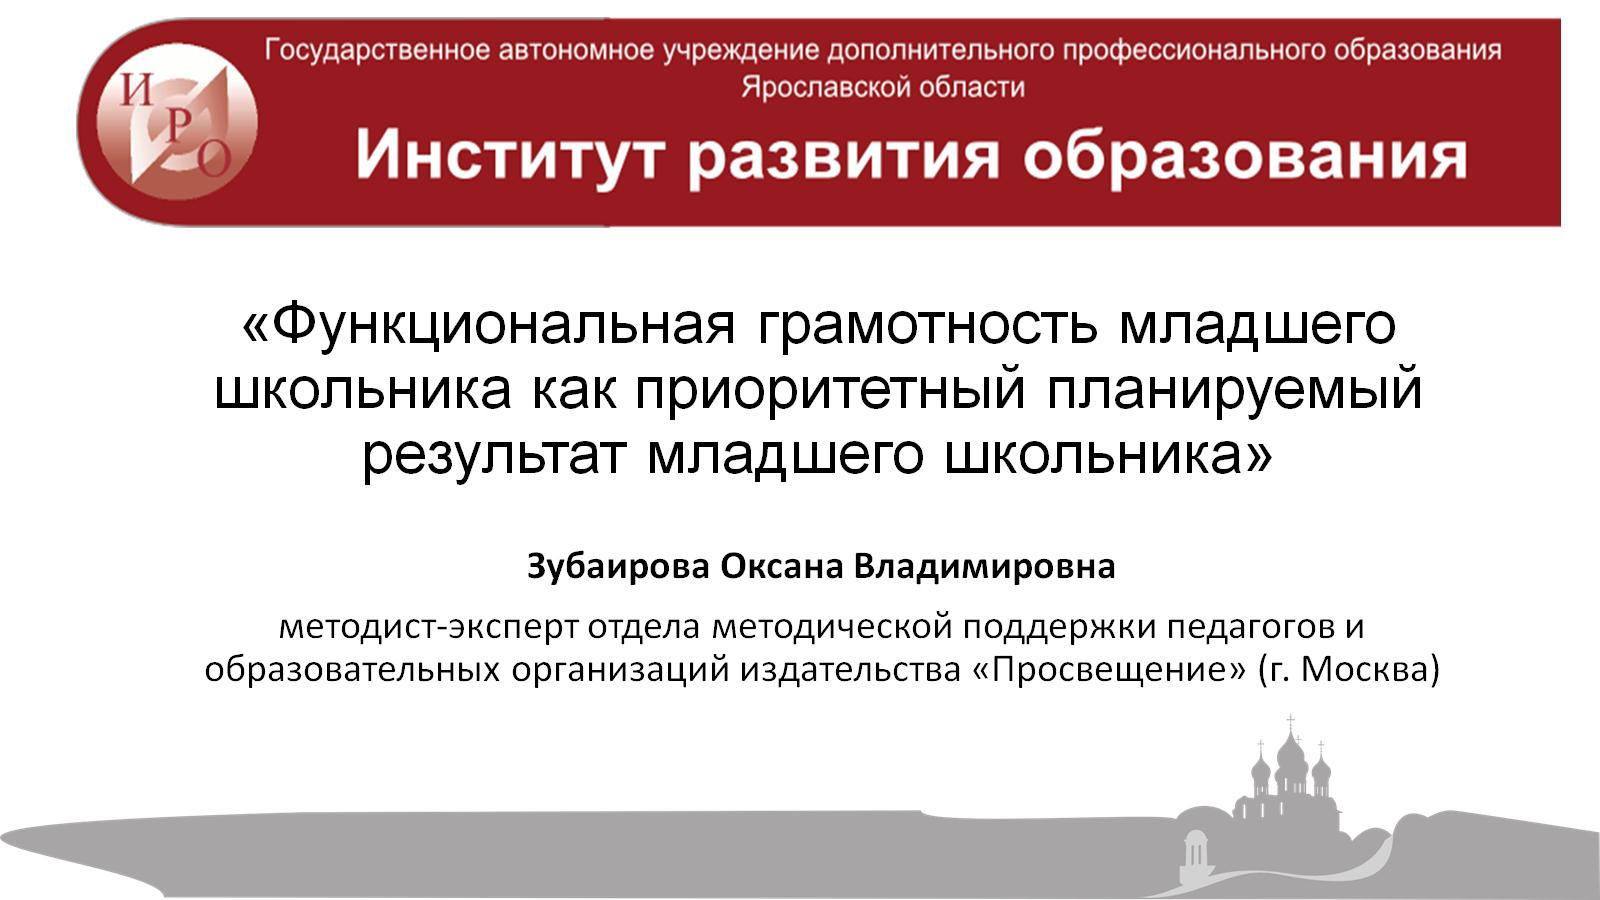 Государственное автономное учреждение дополнительного профессионального образования
Ярославской области
И
Р
О
Институт развития образования
«Функциональная грамотность младшего
школьника как приоритетный планируемый
результат младшего школьника»
Зубаирова Оксана Владимировна
методист-эксперт отдела методической поддержки педагогов и
образовательных организаций издательства «Просвещение» (г. Москва)